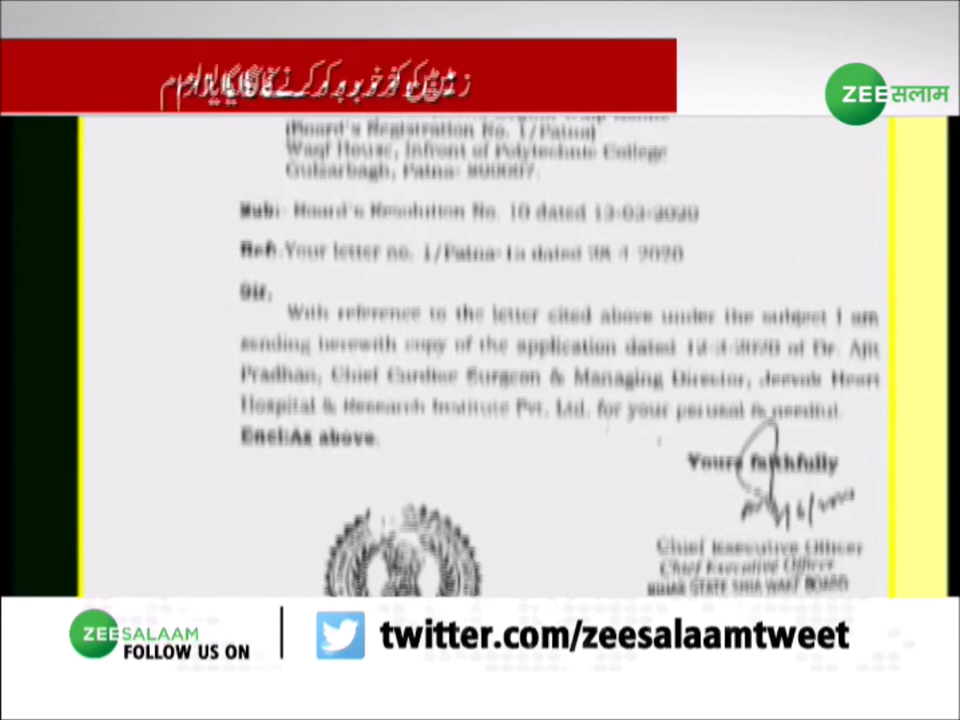 ZEE सलाम
(Board's Registration No. 1/Patna)
Waqf House, Infront of Polytechnic College
Gulzarbagh, Patna- 800007.
Sub:- Board's Resolution No. 10 dated 13-03-2020
Ref: Your letter no. 1/Patna-1a dated
Sir,
With reference to the letter cited above under the subject I am
sending herewith copy of the application dated 12-3-2020 of Dr. Ajit
Pradhan, Chief Cardiac Surgeon & Managing Director, Jeevak Heart
Hospital & Research Institute Pvt. Ltd. for your perusal & needful.
Encl:As above.
Yours faithfully
Chief Executive Officer
Chief Executive Officer
BIHAR STATE SHIA WAKF BOARD
ZEE SALAAM
FOLLOW US ON
twitter.com/zeesalaamtweet